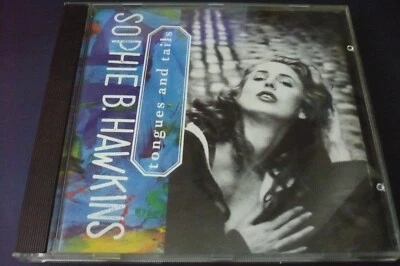 SOPHIE B. HAWKINS
tongues and tails